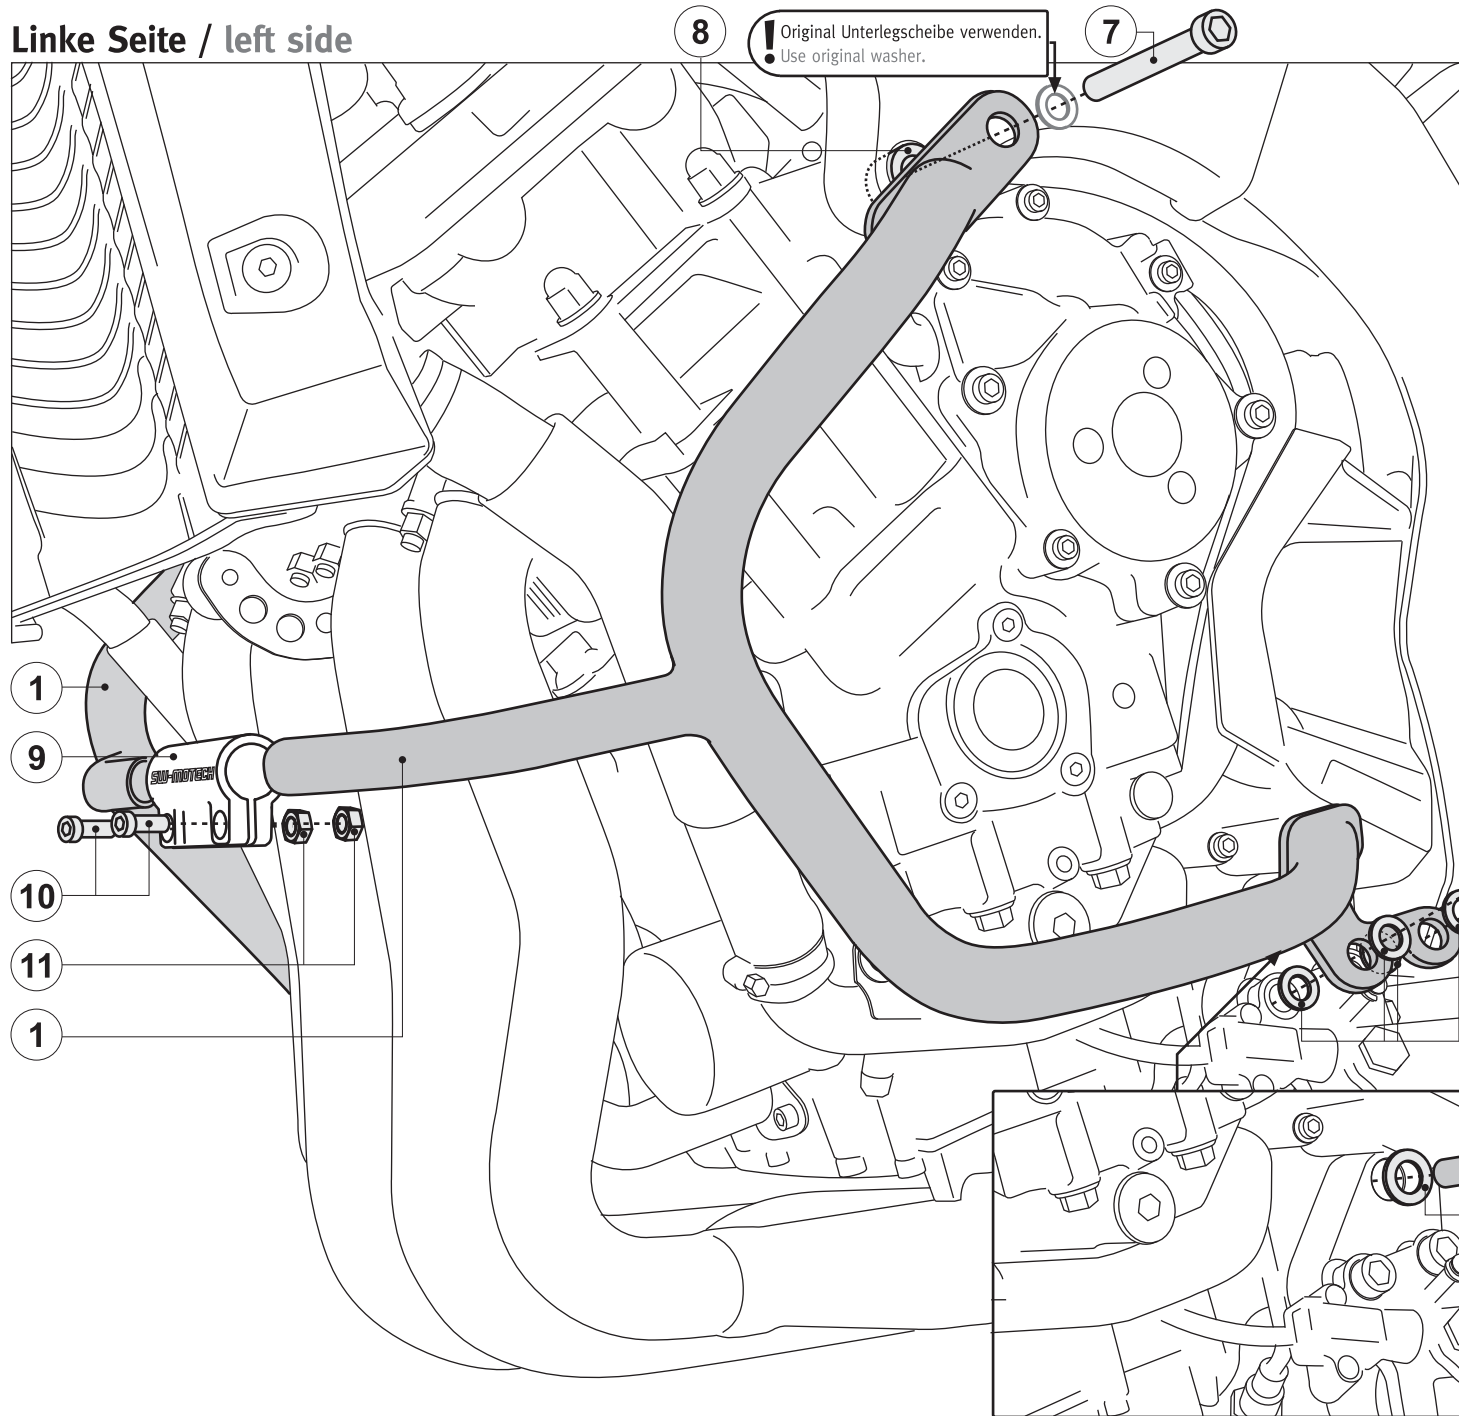 Linke Seite / left side
8
! Original Unterlegscheibe verwenden.
Use original washer.
7
1
9
SW-MOTECH
10
11
1